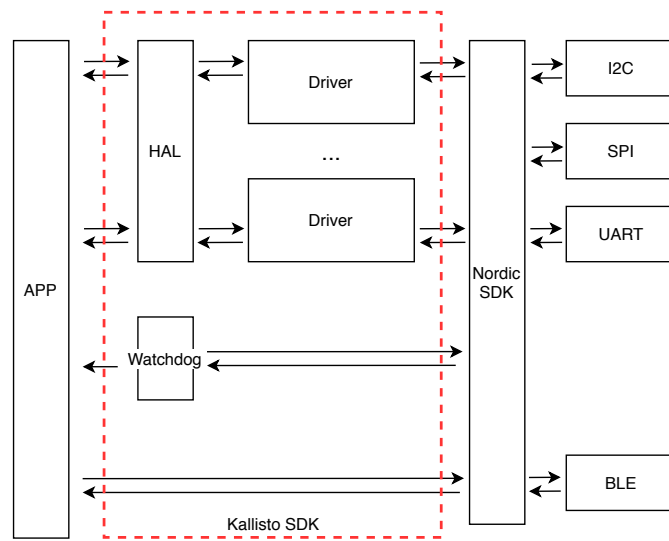 I2C
Driver
HAL
...
SPI
Driver
UART
APP
Nordic
SDK
Watchdog
BLE
Kallisto SDK